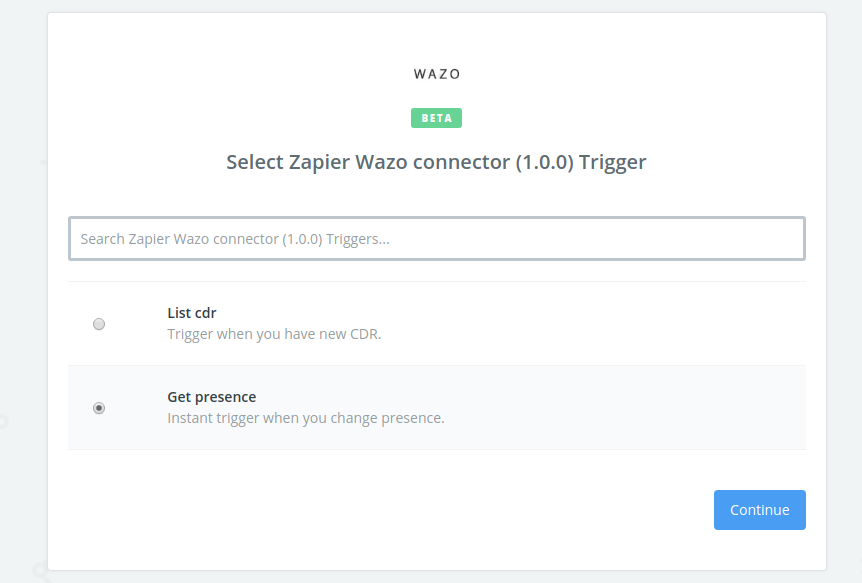 WAZO
BETA
Select Zapier Wazo connector (1.0.0) Trigger
Search Zapier Wazo connector (1.0.0) Triggers...
List cdr
Trigger when you have new CDR.
Get presence
Instant trigger when you change presence.
Continue